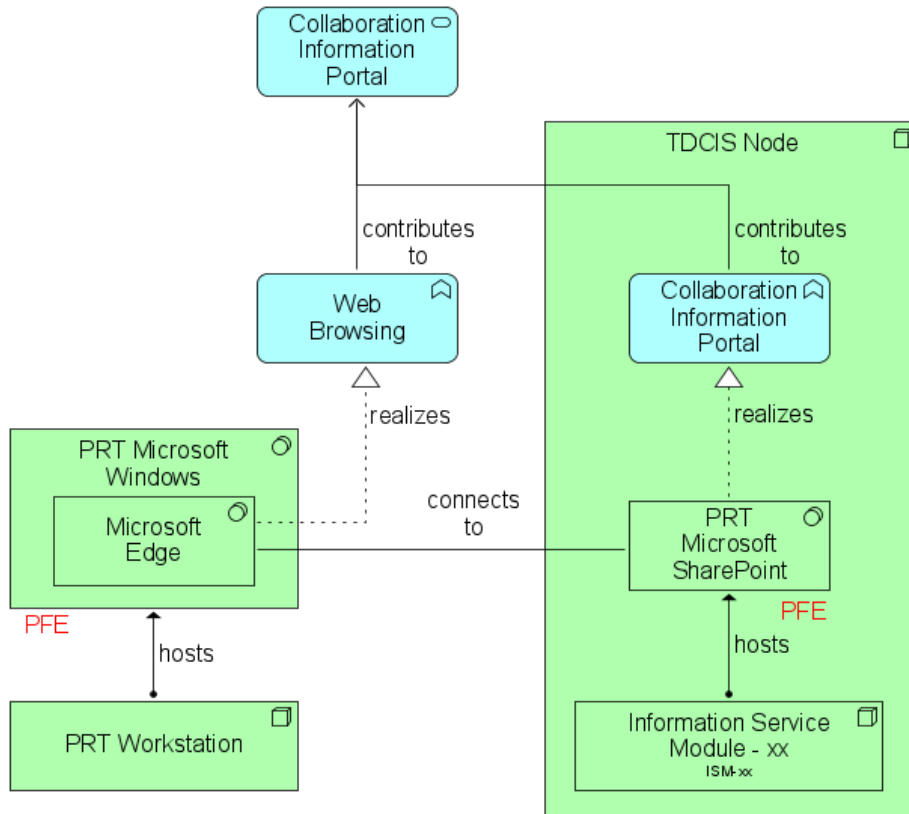 Collaboration
Information
Portal
TDCIS Node
contributes
to
contributes
to
Web
Browsing
Collaboration
Information
Portal
realizes
realizes
PRT Microsoft
Windows
Microsoft
Edge
connects
to
PRT
Microsoft
SharePoint
PFE
PFE
hosts
hosts
PRT Workstation
Information Service
Module - xx
ISM-xx